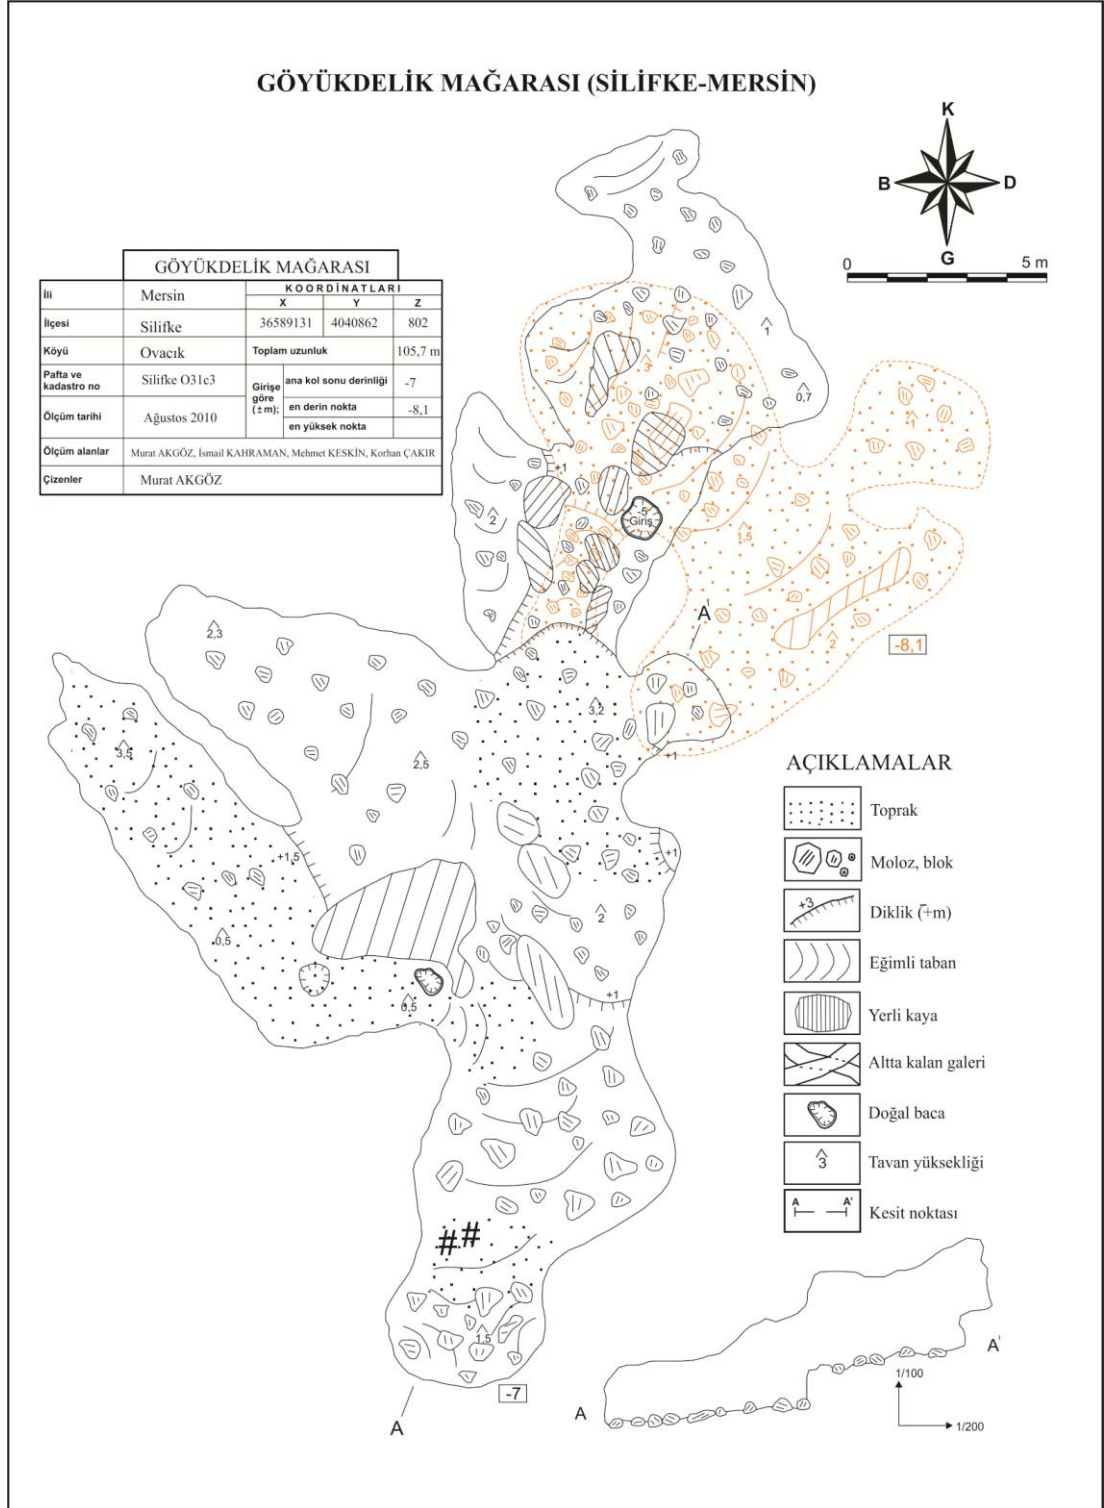 GÖYÜKDELİK MAĞARASI (SİLİFKE-MERSİN)
K
B D
G
0 5 m
GÖYÜKDELİK MAĞARASI
İli Mersin KOORDİNATLARI
X Y Z
İlçesi Silifke 36589131 4040862 802
Köyü Ovacık Toplam uzunluk 105,7 m
Pafta ve kadastro no Silifke O31c3 Girişe göre (±m); ana kol sonu derinliği -7
Ölçüm tarihi Ağustos 2010 en derin nokta -8,1
en yüksek nokta
Ölçüm alanlar Murat AKGÖZ, İsmail KAHRAMAN, Mehmet KESKİN, Korhan ÇAKIR
Çizenler Murat AKGÖZ
1
3
0,7
1
+1
+1
2
-5
Giriş
1,5
A'
2,3
2
-8,1
3,2
3,5
2,5
+1
+1,5
+1
2
0,5
+1
0,5
# #
1,5
-7
A
AÇIKLAMALAR
Toprak
Moloz, blok
+3 Diklik (∓m)
Eğimli taban
Yerli kaya
Altta kalan galeri
Doğal baca
3 Tavan yüksekliği
A A' Kesit noktası
A'
1/100
A
1/200